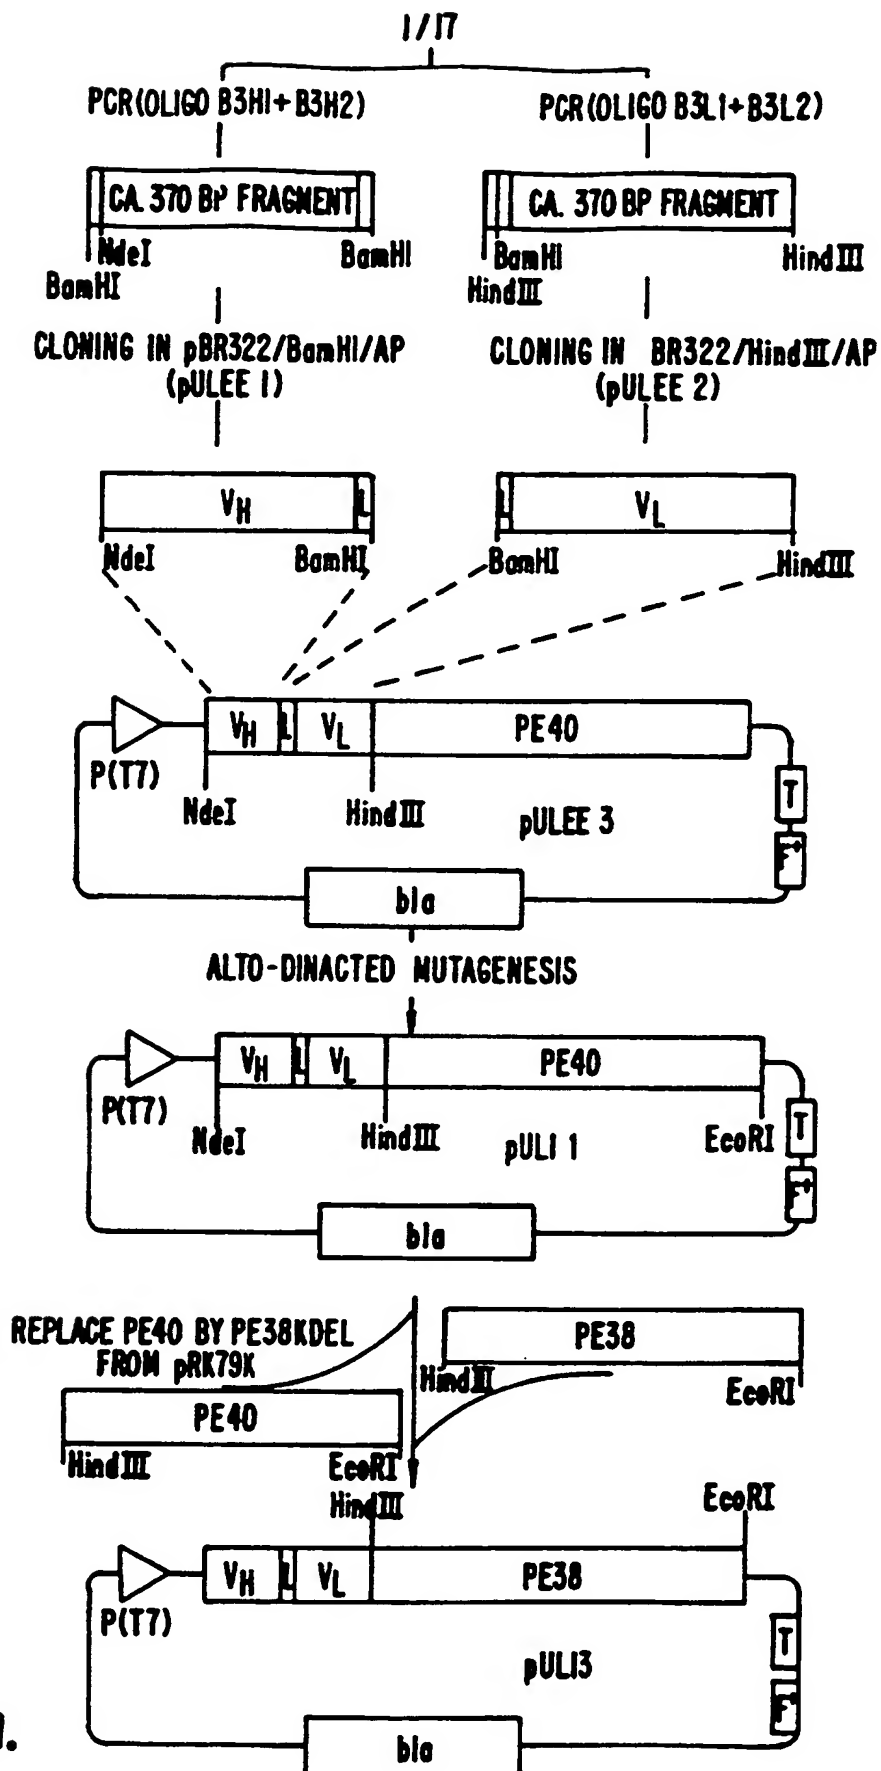 1/17
PCR(OLIGO B3H1+B3H2)
PCR(OLIGO B3L1+B3L2)
CA. 370 BP FRAGMENT
CA. 370 BP FRAGMENT
NdeI
BamHI
BamHI
BamHI
HindIII
HindIII
CLONING IN pBR322/BamHI/AP
(pULEE 1)
CLONING IN BR322/HindIII/AP
(pULEE 2)
VH
L
L
VL
NdeI
BamHI
BamHI
HindIII
VH
L
VL
PE40
P(T7)
NdeI
HindIII
pULEE 3
T
F+
bla
ALTO-DINACTED MUTAGENESIS
VH
L
VL
PE40
P(T7)
NdeI
HindIII
pULI 1
EcoRI
T
F+
bla
REPLACE PE40 BY PE38KDEL
FROM pRK79K
PE38
HindIII
EcoRI
PE40
HindIII
EcoRI
HindIII
EcoRI
VH
L
VL
PE38
P(T7)
pULI3
T
F+
bla